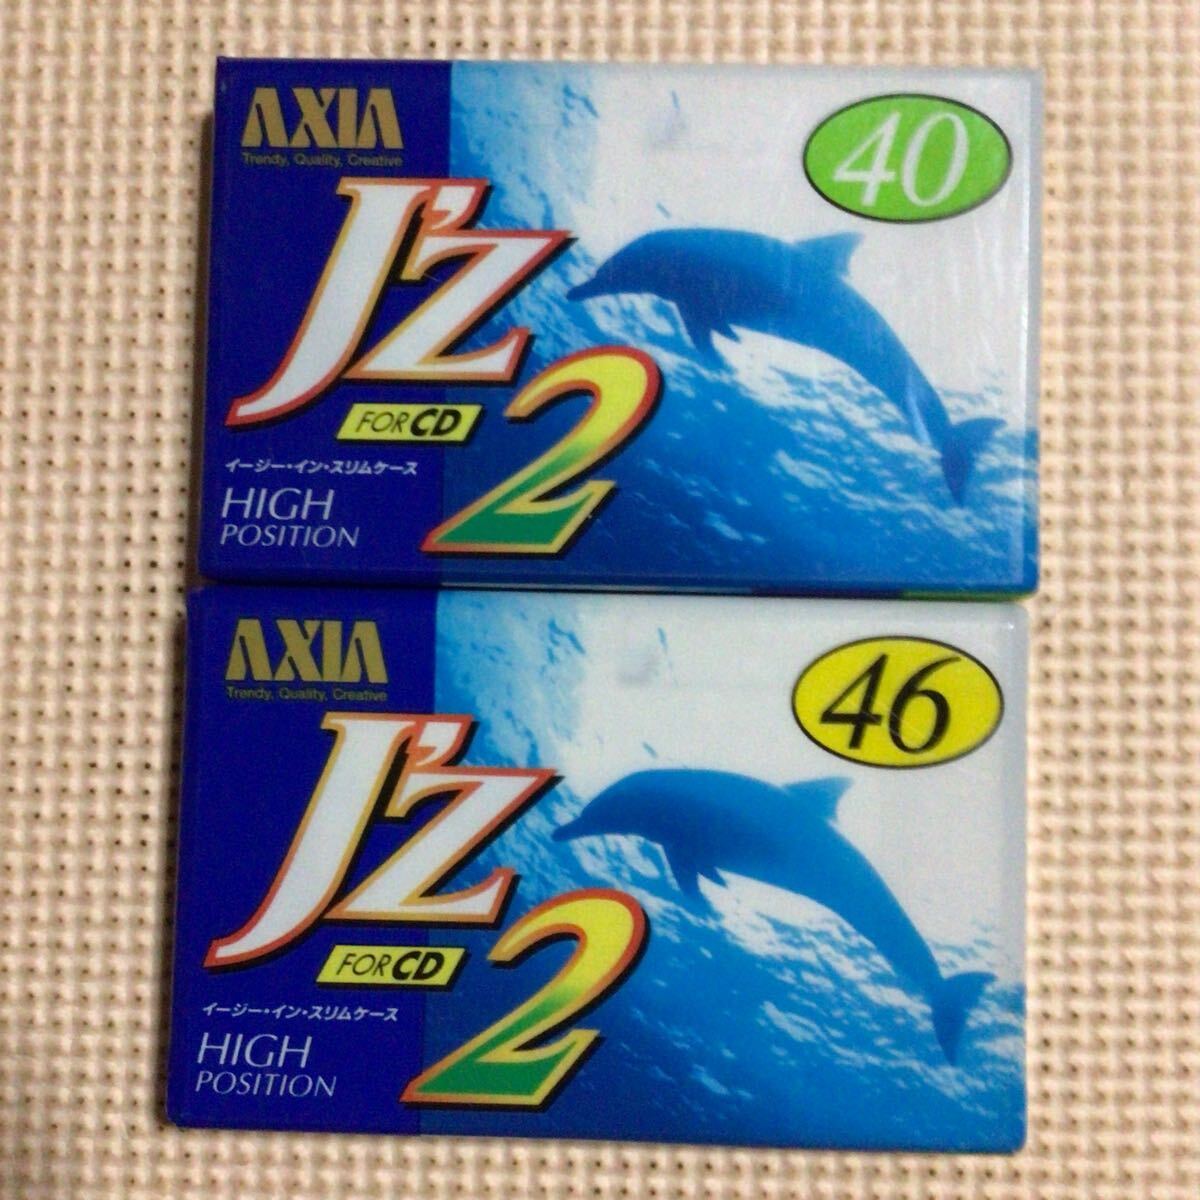 AXIA
Trendy, Quality, Creative
40
J'Z
2
FOR CD
イージー・イン・スリムケース
HIGH
POSITION
AXIA
Trendy, Quality, Creative
46
J'Z
2
FOR CD
イージー・イン・スリムケース
HIGH
POSITION